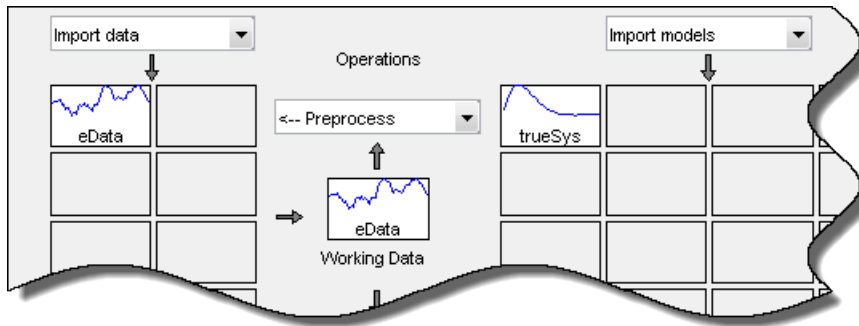 Import data
Import models
Operations
<-- Preprocess
eData
trueSys
eData
Working Data